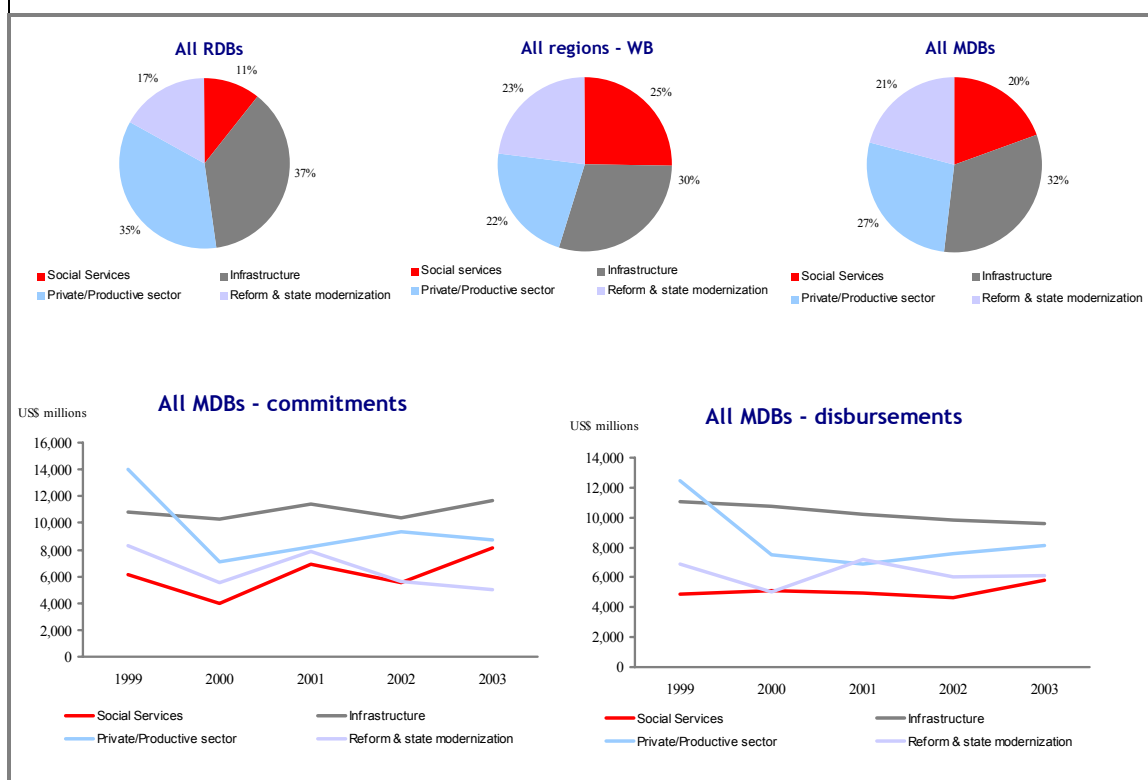 All RDBs
17%
11%
37%
35%
Social Services
Infrastructure
Private/Productive sector
Reform & state modernization
All regions - WB
23%
25%
30%
22%
Social services
Infrastructure
Private/Productive sector
Reform & state modernization
All MDBs
21%
20%
32%
27%
Social Services
Infrastructure
Private/Productive sector
Reform & state modernization
All MDBs - commitments
US$ millions
16,000
14,000
12,000
10,000
8,000
6,000
4,000
2,000
0
1999 2000 2001 2002 2003
Social Services
Infrastructure
Private/Productive sector
Reform & state modernization
All MDBs - disbursements
US$ millions
14,000
12,000
10,000
8,000
6,000
4,000
2,000
0
1999 2000 2001 2002 2003
Social Services
Infrastructure
Private/Productive sector
Reform & state modernization